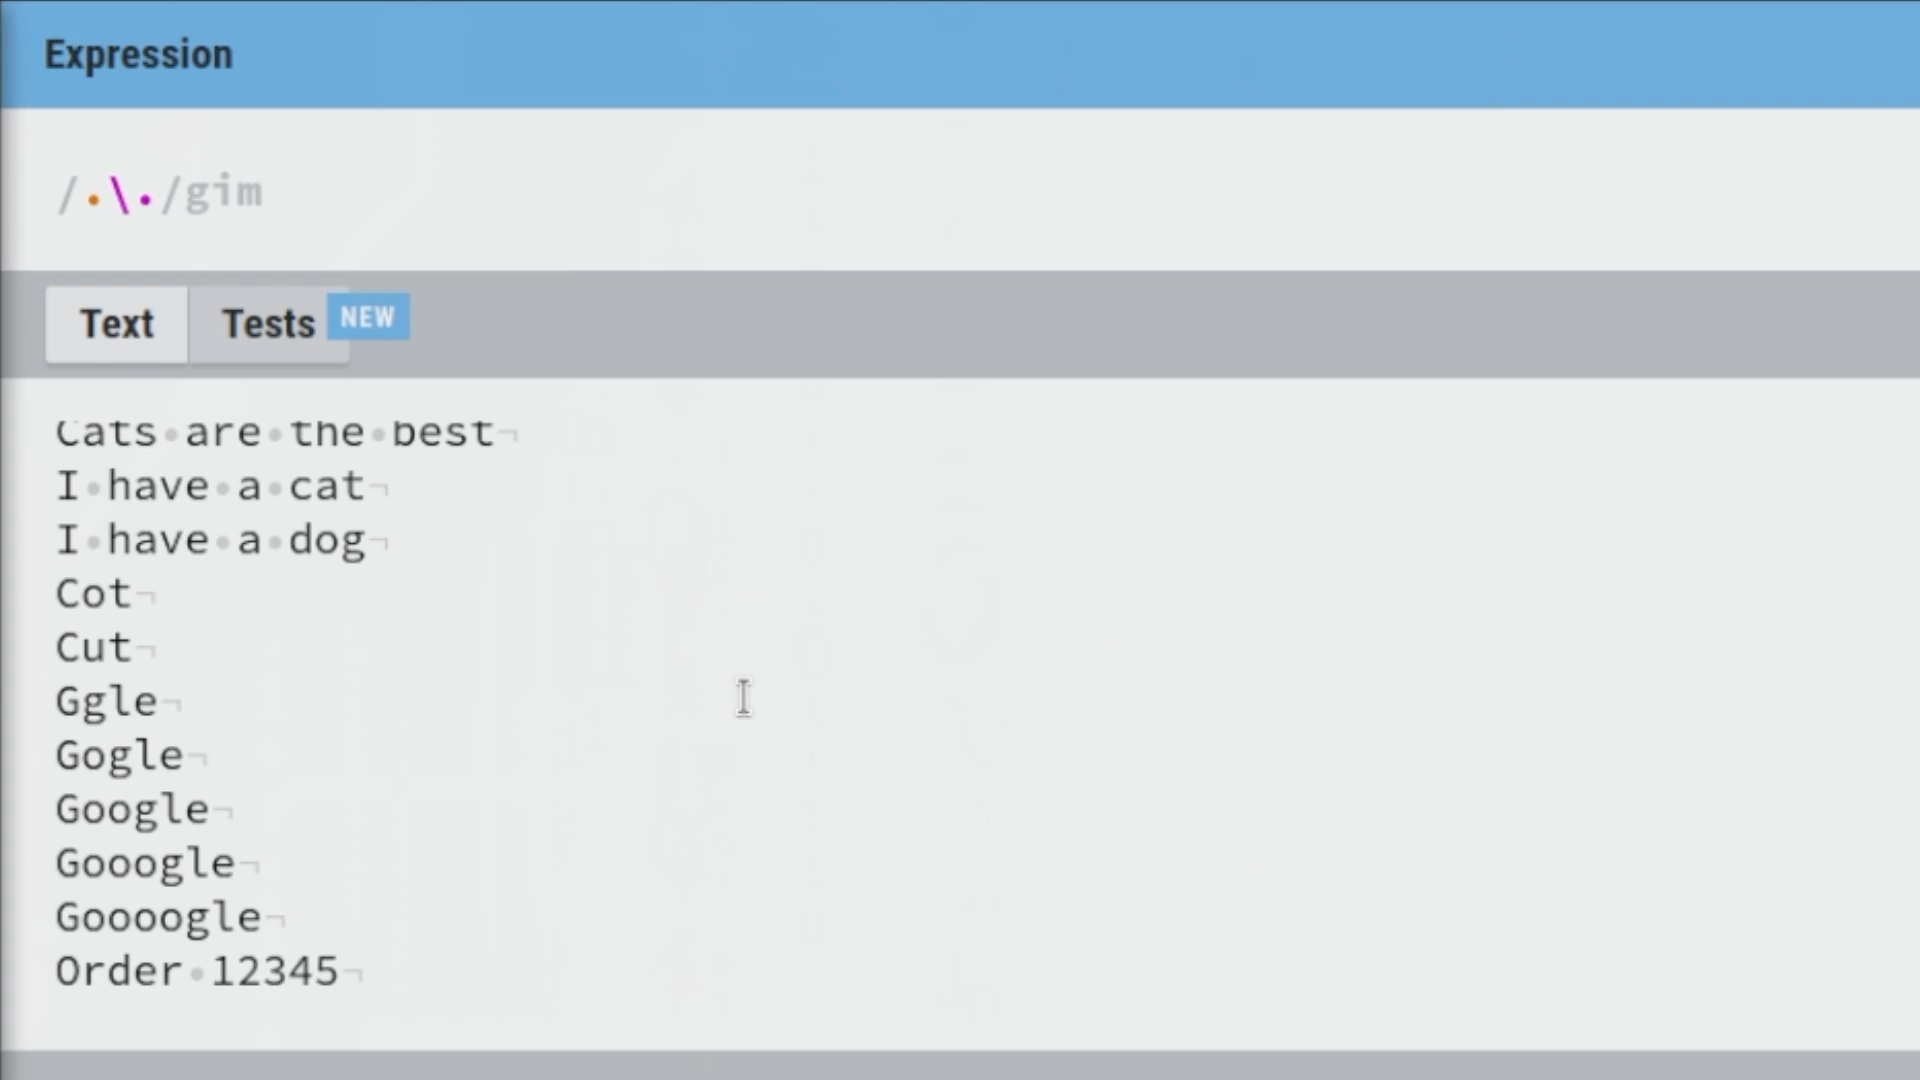 Expression
/.\./gim
Text Tests NEW
Cats•are•the•best¬
I•have•a•cat¬
I•have•a•dog¬
Cot¬
Cut¬
Ggle¬
Gogle¬
Google¬
Gooogle¬
Goooogle¬
Order•12345¬